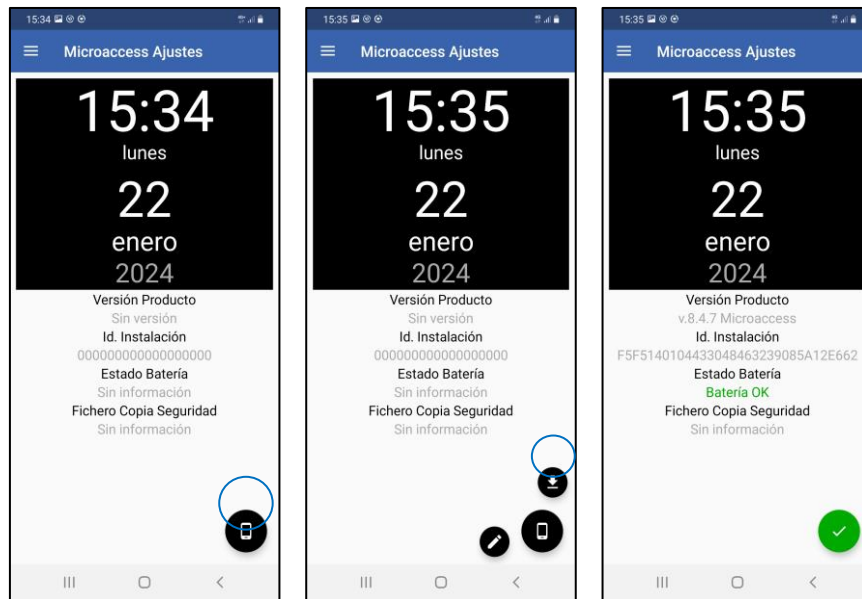 15:34
Microaccess Ajustes
15:34
lunes
22
enero
2024
Versión Producto
Sin versión
Id. Instalación
000000000000000000
Estado Batería
Sin información
Fichero Copia Seguridad
Sin información
15:35
Microaccess Ajustes
15:35
lunes
22
enero
2024
Versión Producto
Sin versión
Id. Instalación
000000000000000000
Estado Batería
Sin información
Fichero Copia Seguridad
Sin información
15:35
Microaccess Ajustes
15:35
lunes
22
enero
2024
Versión Producto
v.8.4.7 Microaccess
Id. Instalación
F5F5140104433048463239085A12E662
Estado Batería
Batería OK
Fichero Copia Seguridad
Sin información